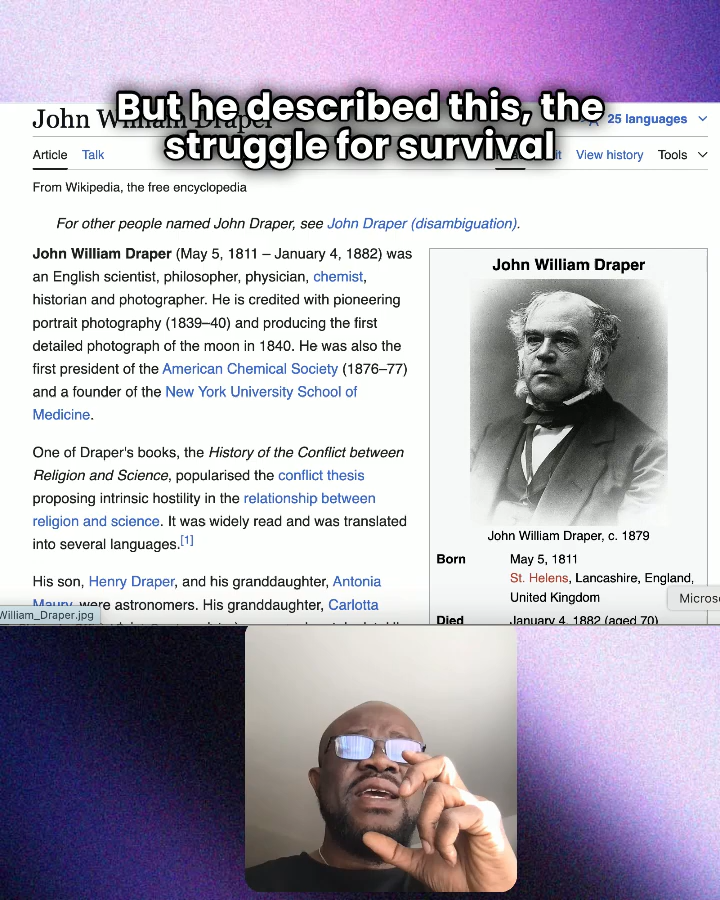 But he described this, the
struggle for survival
John William Draper
25 languages
Article Talk
View history Tools
From Wikipedia, the free encyclopedia
For other people named John Draper, see John Draper (disambiguation).
John William Draper (May 5, 1811 – January 4, 1882) was
an English scientist, philosopher, physician, chemist,
historian and photographer. He is credited with pioneering
portrait photography (1839–40) and producing the first
detailed photograph of the moon in 1840. He was also the
first president of the American Chemical Society (1876–77)
and a founder of the New York University School of
Medicine.
One of Draper's books, the History of the Conflict between
Religion and Science, popularised the conflict thesis
proposing intrinsic hostility in the relationship between
religion and science. It was widely read and was translated
into several languages.[1]
His son, Henry Draper, and his granddaughter, Antonia
Maury, were astronomers. His granddaughter, Carlotta
John William Draper
John William Draper, c. 1879
Born May 5, 1811
St. Helens, Lancashire, England,
United Kingdom
Died January 4, 1882 (aged 70)
William_Draper.jpg
Microso